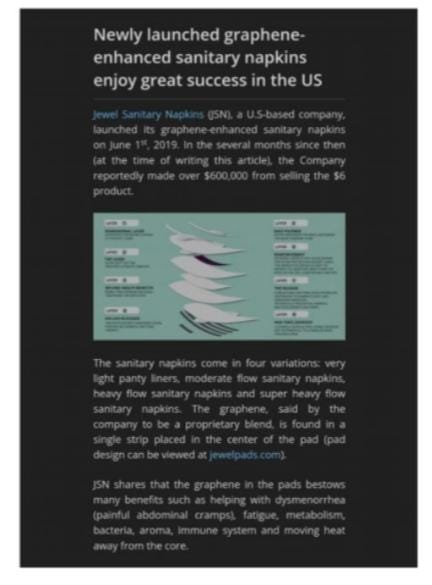 Newly launched graphene-
enhanced sanitary napkins
enjoy great success in the US
Jewel Sanitary Napkins (JSN), a U.S-based company,
launched its graphene-enhanced sanitary napkins
on June 1st, 2019. In the several months since then
(at the time of writing this article), the Company
reportedly made over $600,000 from selling the $6
product.
The sanitary napkins come in four variations: very
light panty liners, moderate flow sanitary napkins,
heavy flow sanitary napkins and super heavy flow
sanitary napkins. The graphene, said by the
company to be a proprietary blend, is found in a
single strip placed in the center of the pad (pad
design can be viewed at jewelpads.com).
JSN shares that the graphene in the pads bestows
many benefits such as helping with dysmenorrhea
(painful abdominal cramps), fatigue, metabolism,
bacteria, aroma, immune system and moving heat
away from the core.